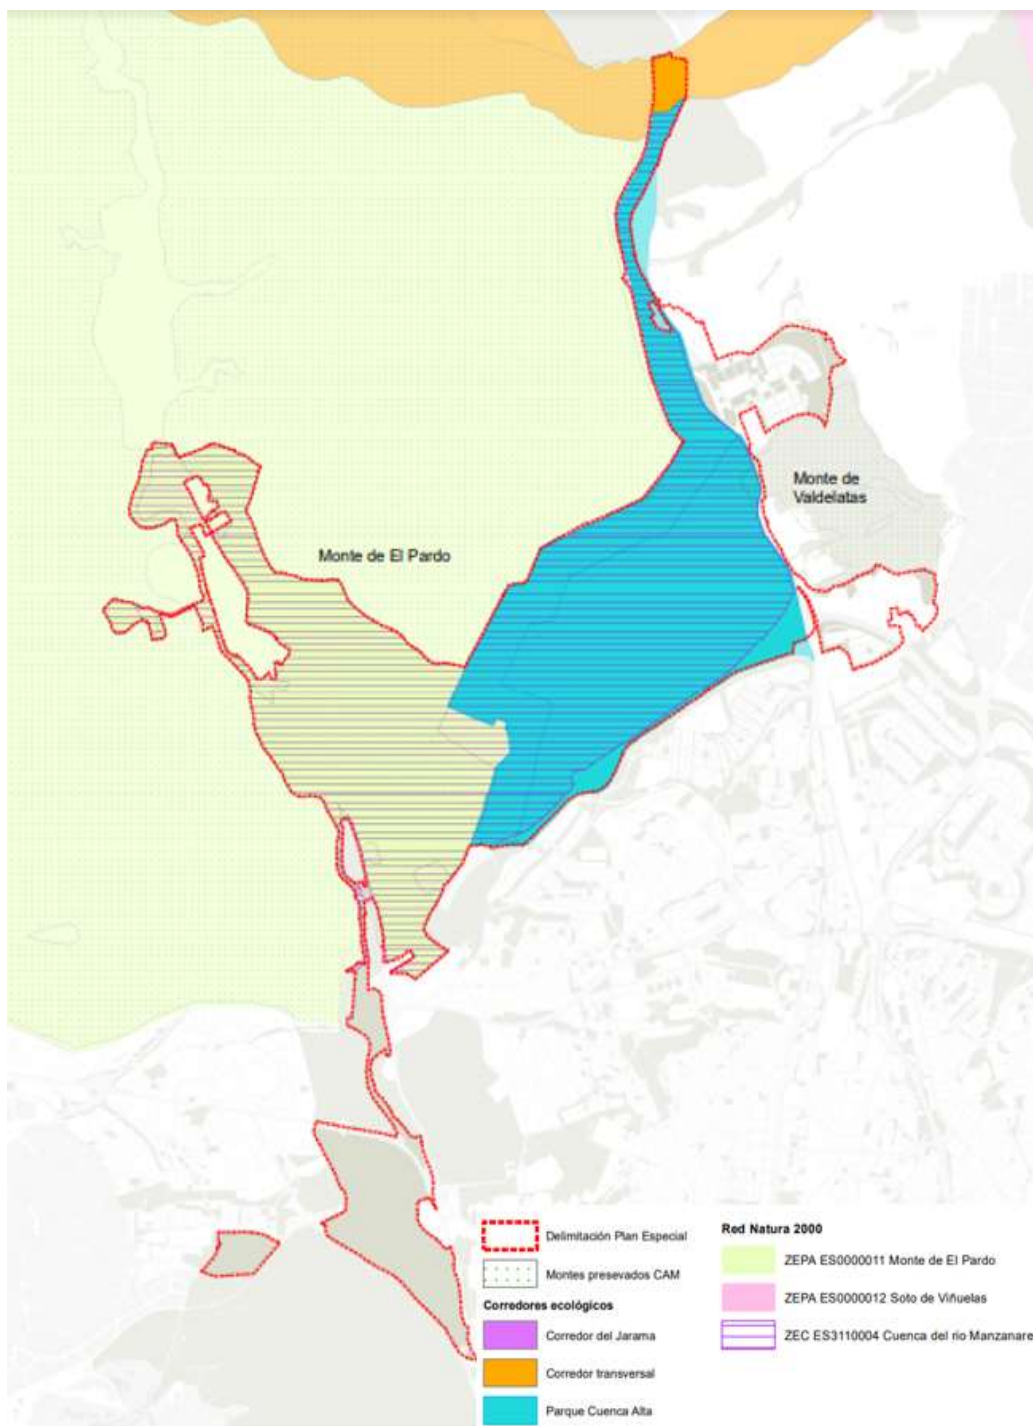 Monte de
Valdelatas
Monte de El Pardo
Delimitación Plan Especial
Montes presevados CAM
Corredores ecológicos
Corredor del Jarama
Corredor transversal
Parque Cuenca Alta
Red Natura 2000
ZEPA ES0000011 Monte de El Pardo
ZEPA ES0000012 Soto de Viñuelas
ZEC ES3110004 Cuenca del rio Manzanare